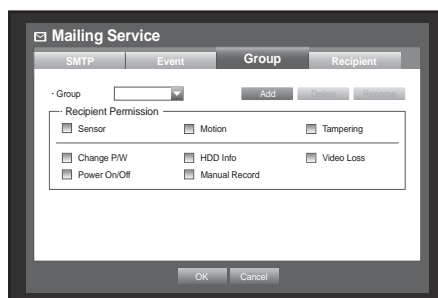 Mailing Service
SMTP Event Group Recipient
· Group Add Delete Rename
· Recipient Permission
Sensor Motion Tampering
Change P/W HDD Info Video Loss
Power On/Off Manual Record
OK Cancel